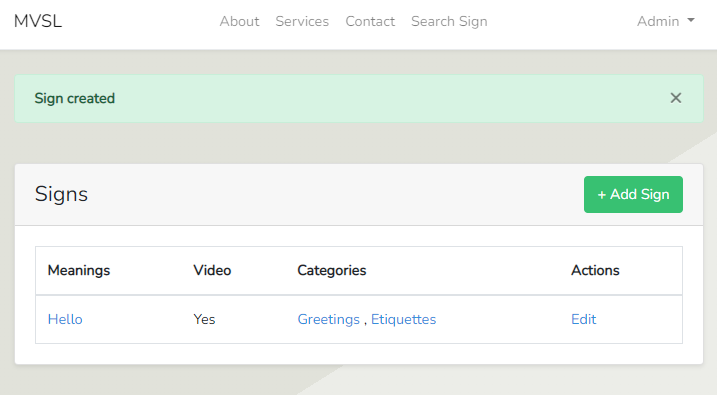 MVSL About Services Contact Search Sign Admin
Sign created ×
Signs + Add Sign
Meanings Video Categories Actions
Hello Yes Greetings , Etiquettes Edit